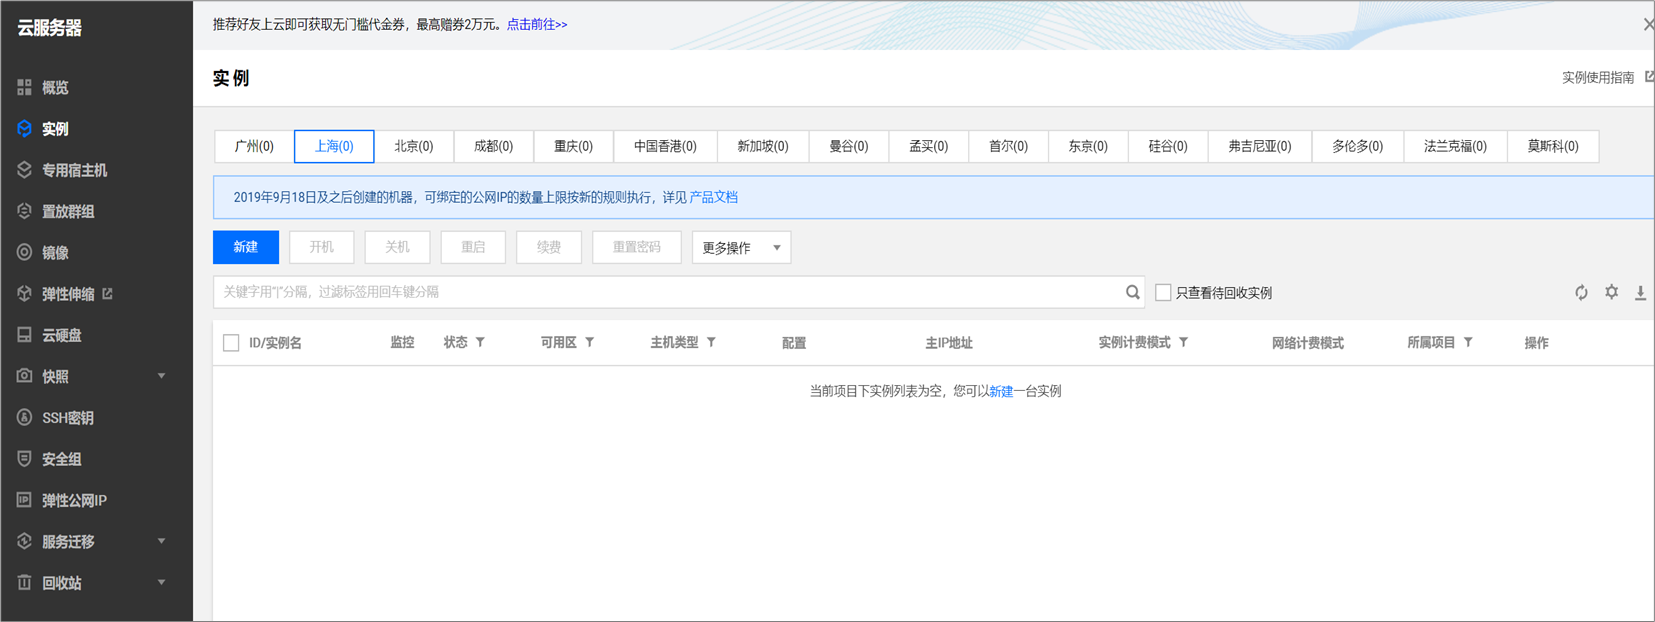 云服务器
概览
实例
专用宿主机
置放群组
镜像
弹性伸缩
云硬盘
快照
SSH密钥
安全组
弹性公网IP
服务迁移
回收站
推荐好友上云即可获取无门槛代金券，最高赠券2万元。点击前往>>
实例
实例使用指南
广州(0) 上海(0) 北京(0) 成都(0) 重庆(0) 中国香港(0) 新加坡(0) 曼谷(0) 孟买(0) 首尔(0) 东京(0) 硅谷(0) 弗吉尼亚(0) 多伦多(0) 法兰克福(0) 莫斯科(0)
2019年9月18日及之后创建的机器，可绑定的公网IP的数量上限按新的规则执行，详见 产品文档
新建 开机 关机 重启 续费 重置密码 更多操作
关键字用"|"分隔，过滤标签用回车键分隔
只查看待回收实例
ID/实例名 监控 状态 可用区 主机类型 配置 主IP地址 实例计费模式 网络计费模式 所属项目 操作
当前项目下实例列表为空，您可以新建一台实例